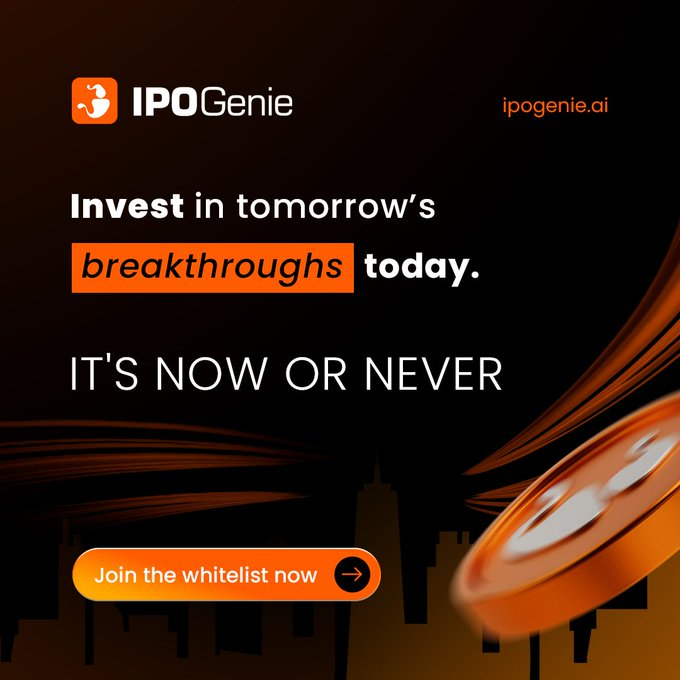 IPOGenie
ipogenie.ai
Invest in tomorrow’s
breakthroughs today.
IT'S NOW OR NEVER
Join the whitelist now